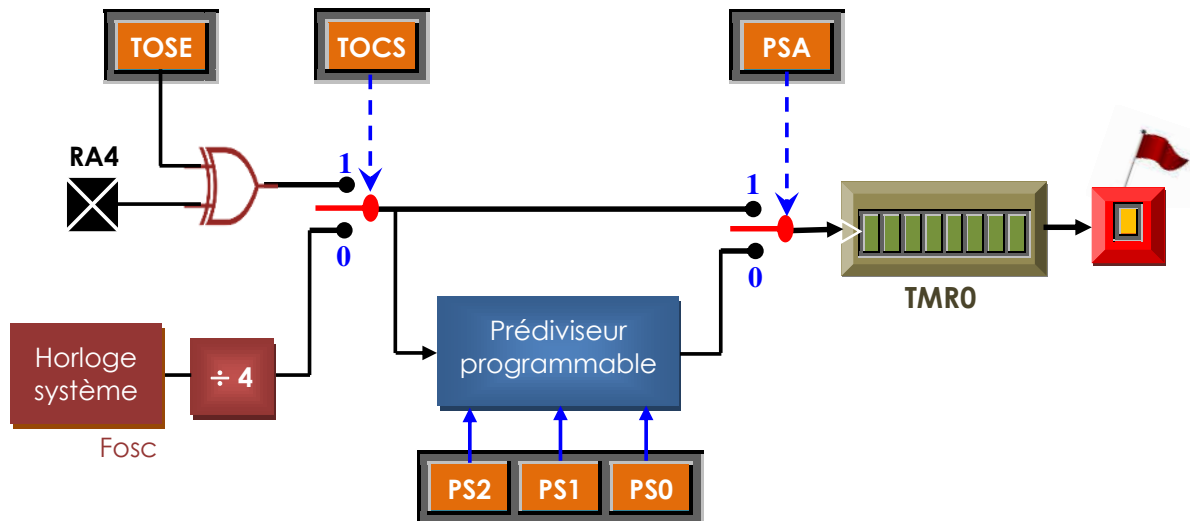 TOSE
TOCS
PSA
RA4
1
0
1
0
TMR0
Horloge
système
÷ 4
Fosc
Prédiviseur
programmable
PS2
PS1
PS0